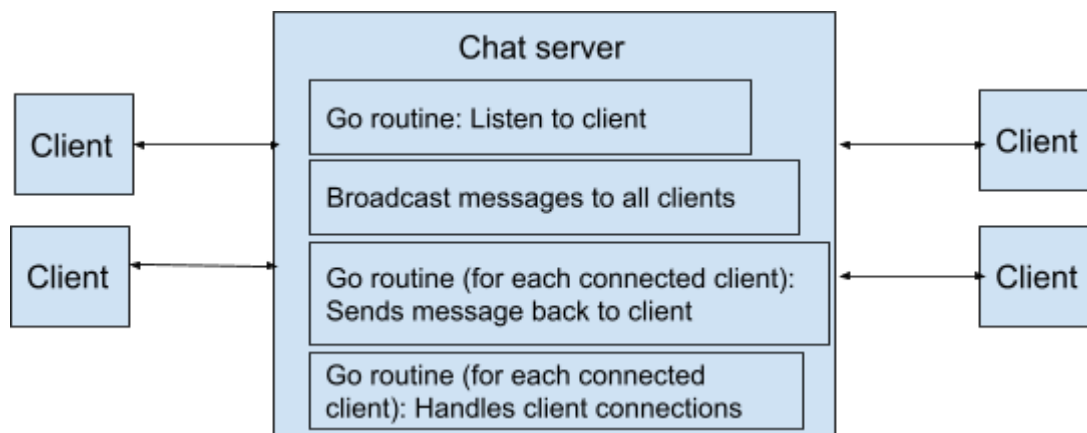 Chat server
Client
Client
Go routine: Listen to client
Broadcast messages to all clients
Go routine (for each connected client):
Sends message back to client
Go routine (for each connected
client): Handles client connections
Client
Client